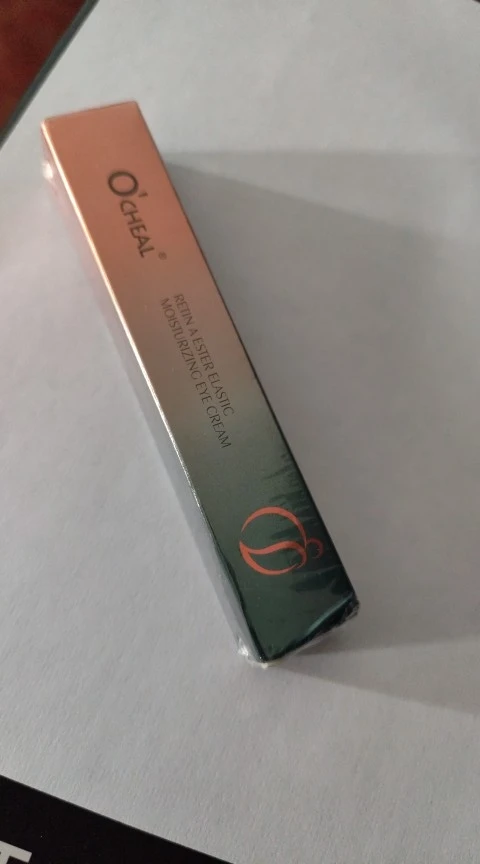 O'CHEAL®
RETIN A ESTER ELASTIC
MOISTURIZING EYE CREAM